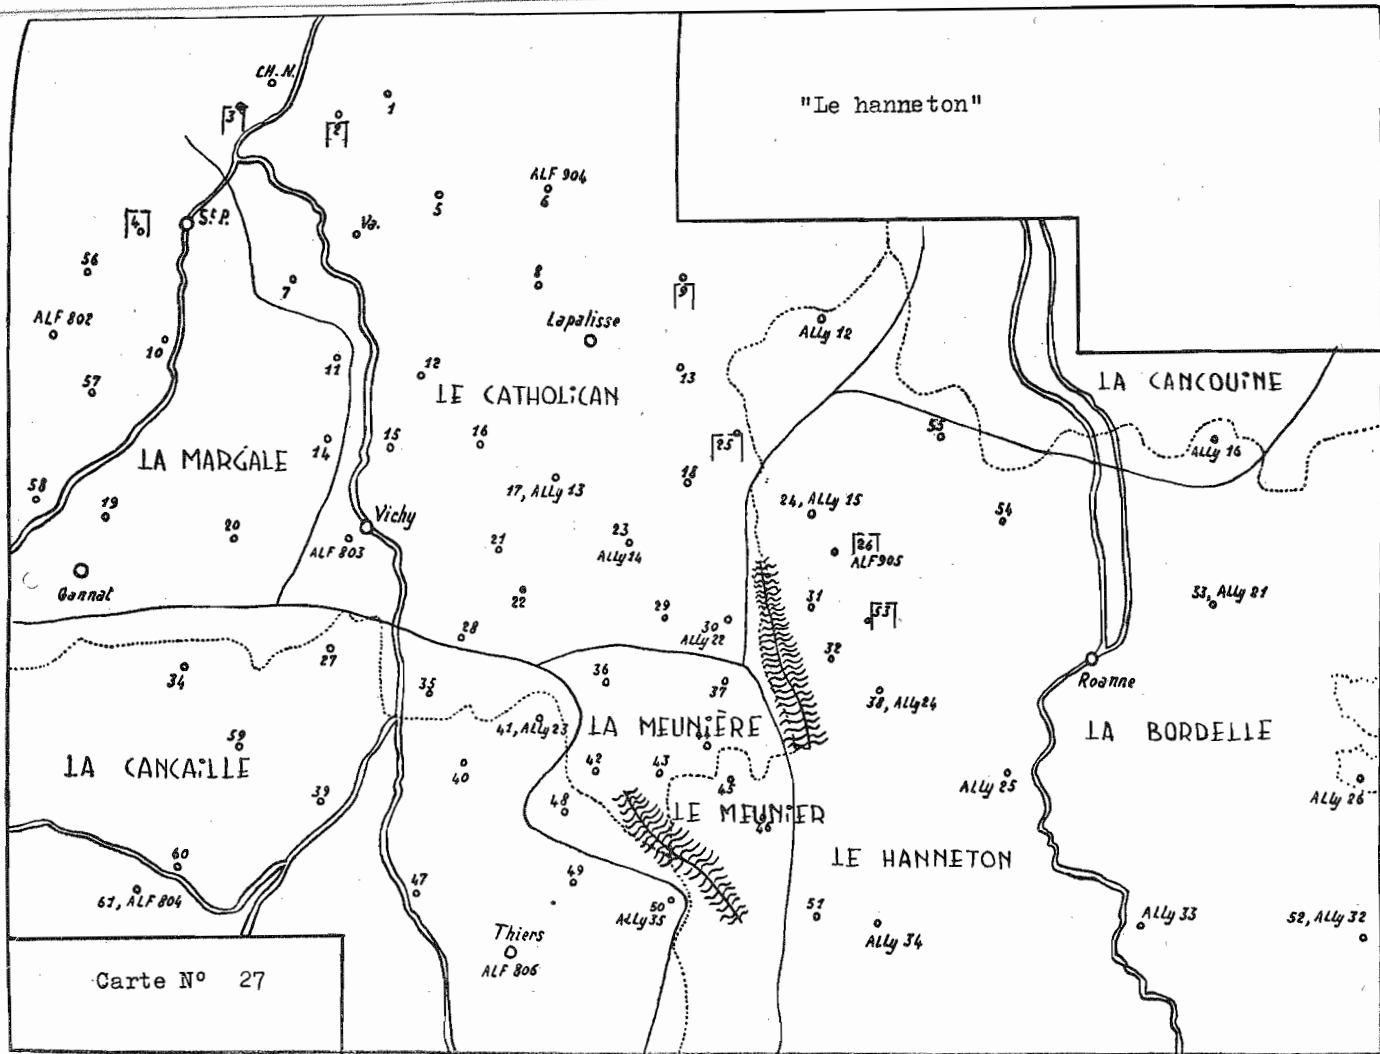 CH.-N.
3
2
1
"Le hanneton"
ALF 904
6
5
St P.
4
Va.
56
7
8
9
ALF 802
Lapalisse
Ally 12
10
11
12
13
57
LE CATHOLICAN
LA CANCOUINE
55
14
15
16
25
Ally 16
LA MARGALE
17, Ally 13
18
58
19
20
Vichy
24, Ally 15
54
ALF 803
21
23
Ally 14
26
ALF 905
Gannat
22
31
53, Ally 21
29
30
Ally 22
53
28
27
32
34
35
36
37
Roanne
38, Ally 24
41, Ally 23
LA MEUNIÈRE
44
LA BORDELLE
59
LA CANCAILLE
40
42
43
45
Ally 25
Ally 26
39
48
LE MEUNIER
46
LE HANNETON
60
61, ALF 804
47
49
50
Ally 35
51
Ally 34
Ally 33
52, Ally 32
Thiers
ALF 806
Carte No 27